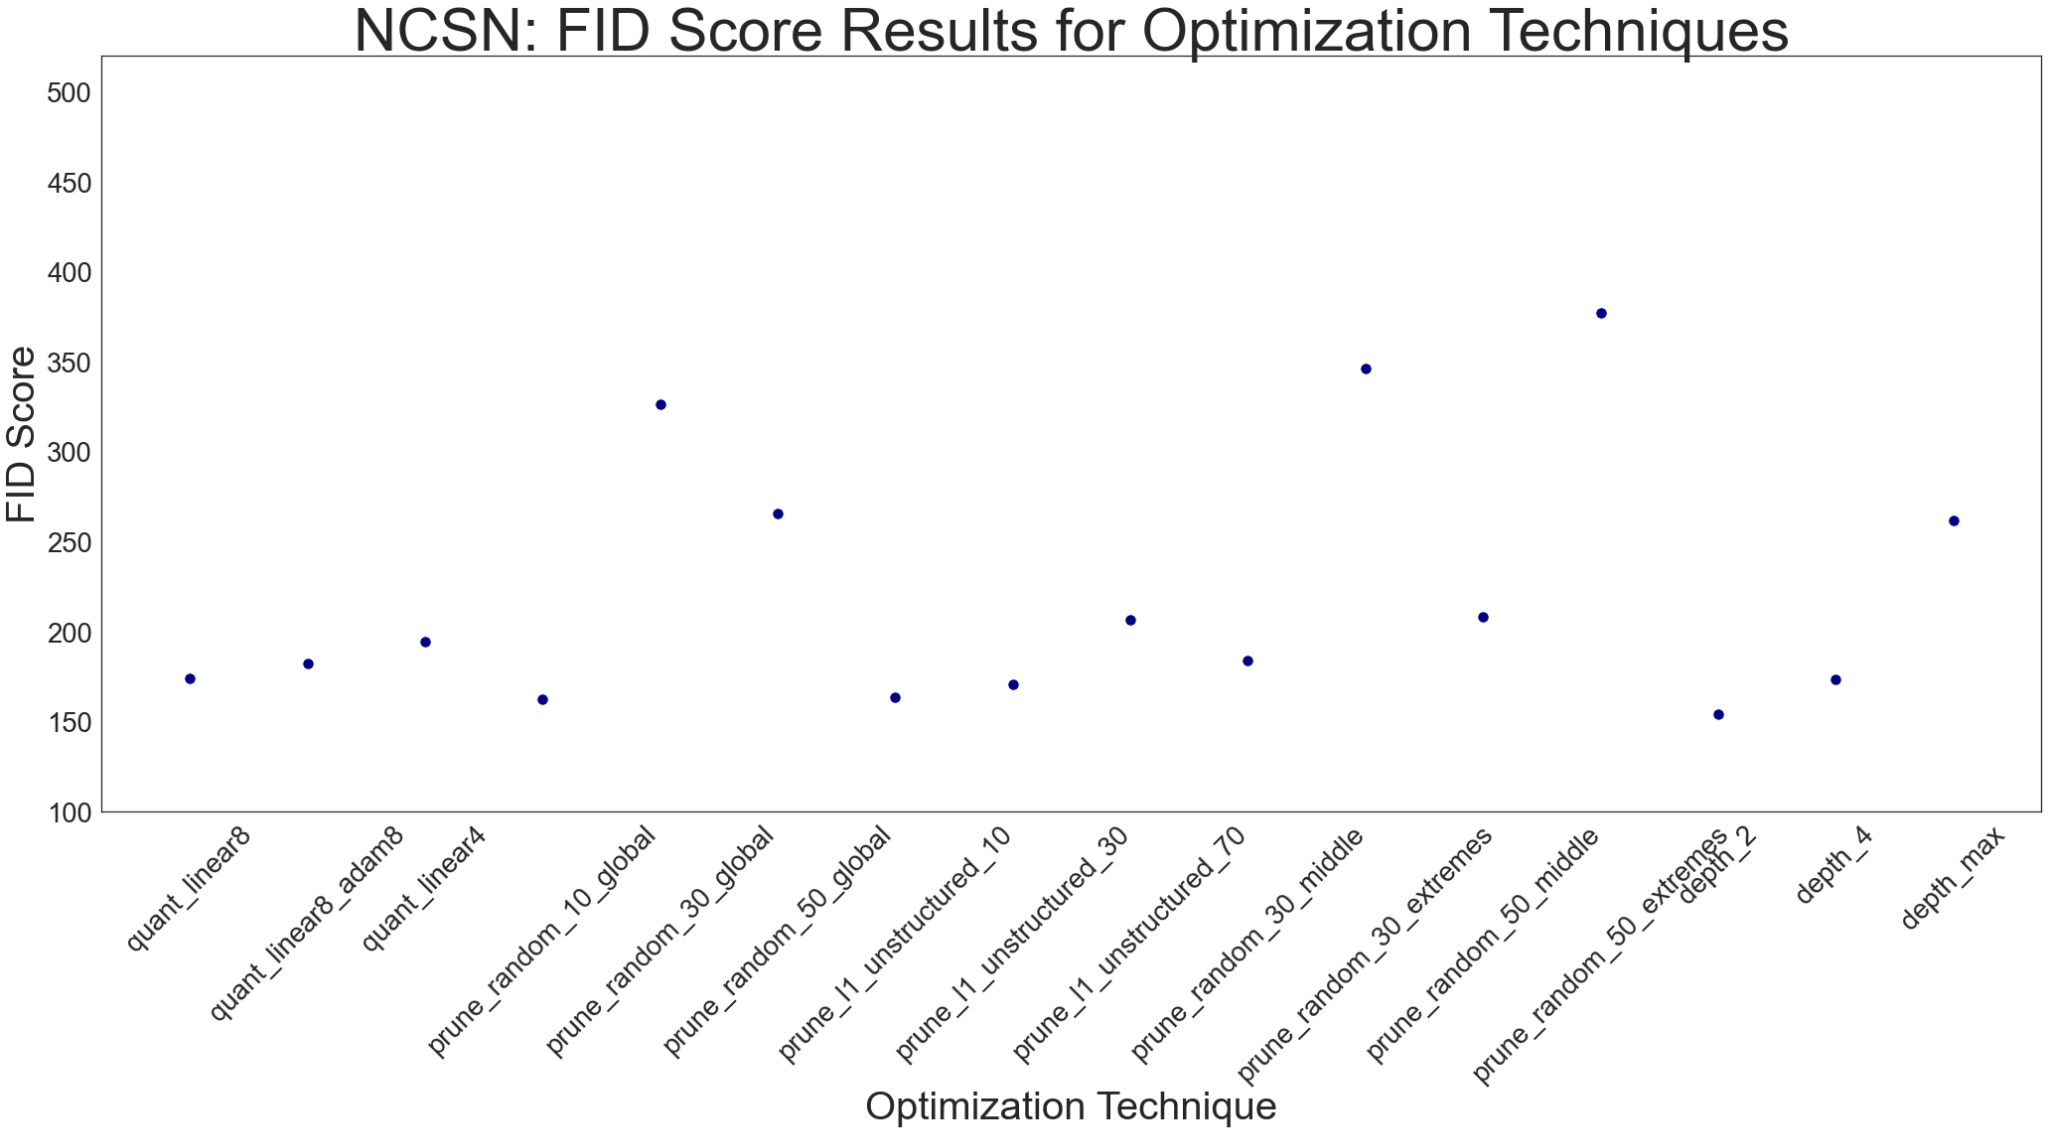 NCSN: FID Score Results for Optimization Techniques
500
450
400
350
300
250
200
150
100
FID Score
quant_linear8
quant_linear8_adam8
quant_linear4
prune_random_10_global
prune_random_30_global
prune_random_50_global
prune_l1_unstructured_10
prune_l1_unstructured_30
prune_l1_unstructured_70
prune_random_30_middle
prune_random_30_extremes
prune_random_50_middle
prune_random_50_extremes
depth_2
depth_4
depth_max
Optimization Technique